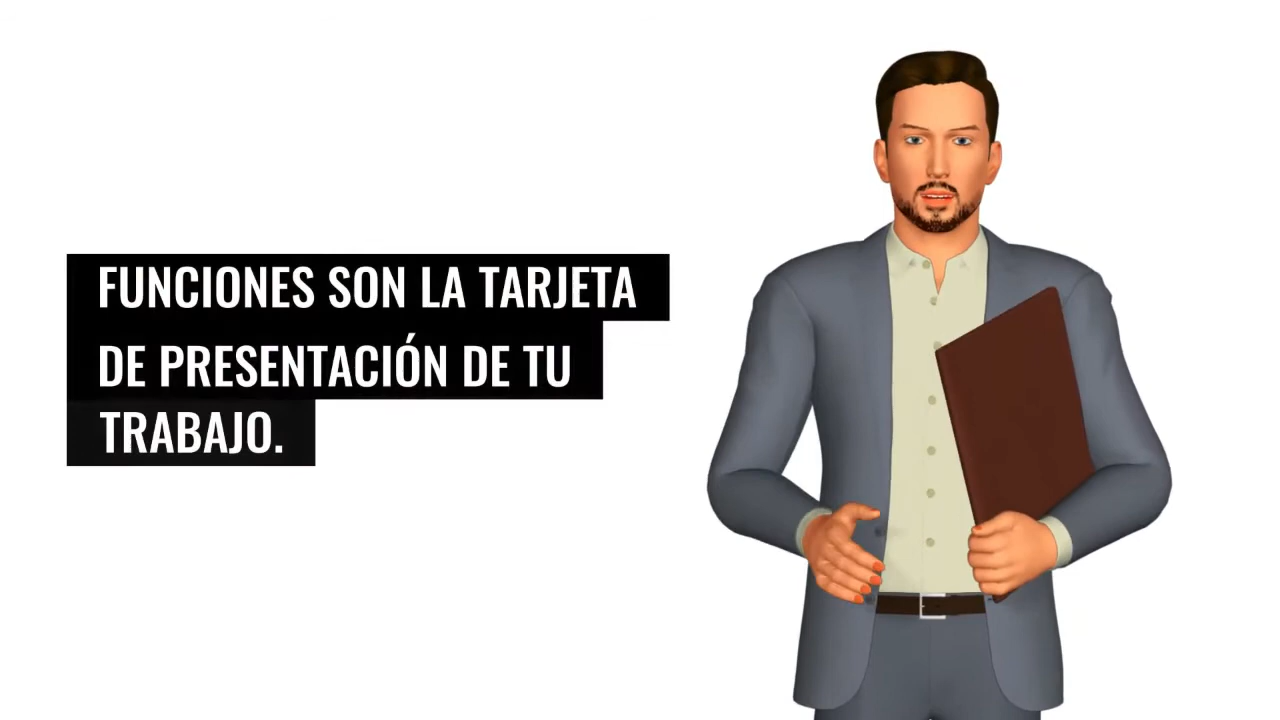 FUNCIONES SON LA TARJETA
DE PRESENTACIÓN DE TU
TRABAJO.